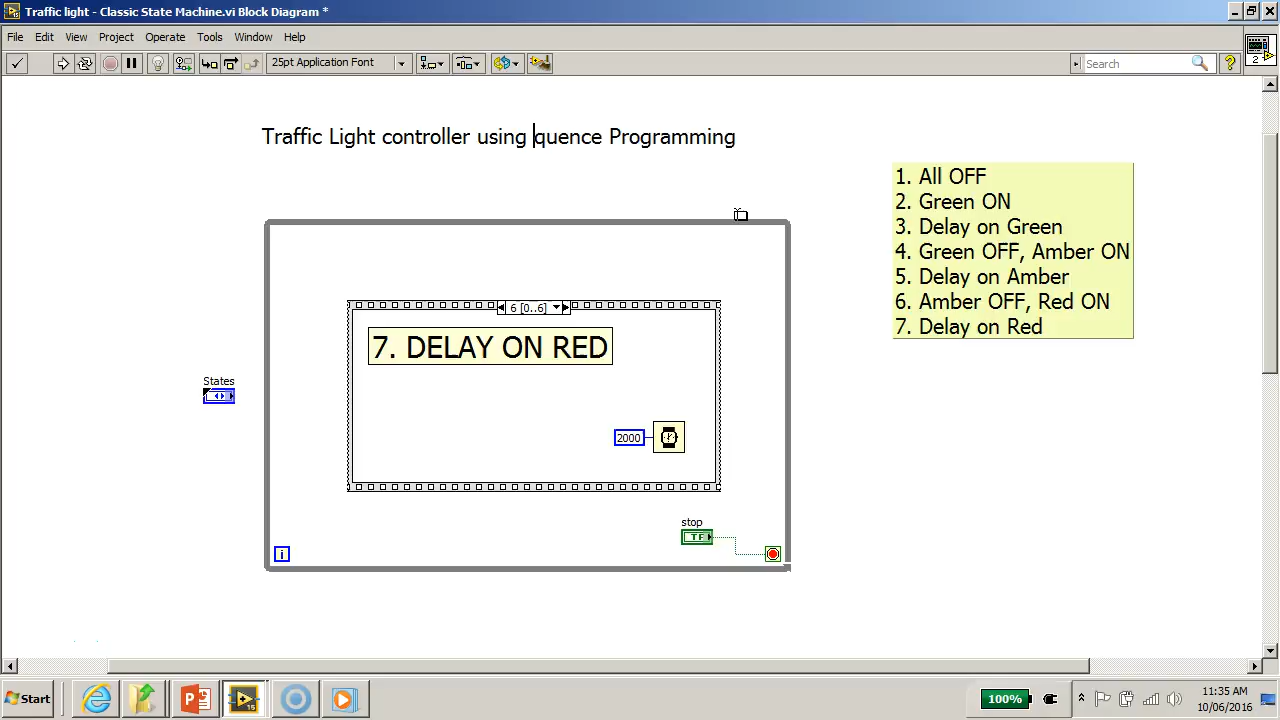 Traffic light - Classic State Machine.vi Block Diagram *
File Edit View Project Operate Tools Window Help
25pt Application Font
Search
2
Traffic Light controller using quence Programming
1. All OFF
2. Green ON
3. Delay on Green
4. Green OFF, Amber ON
5. Delay on Amber
6. Amber OFF, Red ON
7. Delay on Red
6 [0..6]
7. DELAY ON RED
States
2000
stop
TF
i
Start
15
100%
11:35 AM
10/06/2016